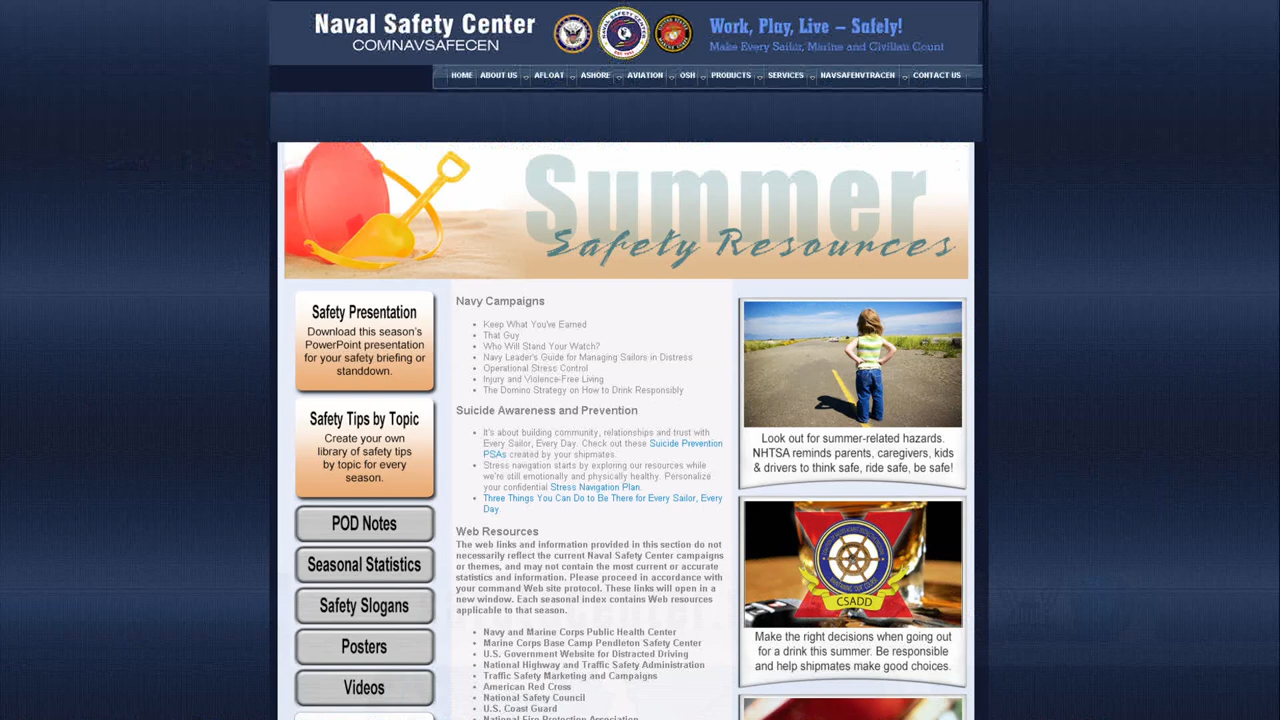 Naval Safety Center
COMNAVSAFECEN
Work, Play, Live – Safely!
Make Every Sailor, Marine and Civilian Count
HOME ABOUT US AFLOAT ASHORE AVIATION OSH PRODUCTS SERVICES NAVSAFENVTRACEN CONTACT US
Summer
Safety Resources
Safety Presentation
Download this season's
PowerPoint presentation
for your safety briefing or
standdown.
Safety Tips by Topic
Create your own
library of safety tips
by topic for every
season.
POD Notes
Seasonal Statistics
Safety Slogans
Posters
Videos
Navy Campaigns
• Keep What You've Earned
• That Guy
• Who Will Stand Your Watch?
• Navy Leader's Guide for Managing Sailors in Distress
• Operational Stress Control
• Injury and Violence-Free Living
• The Domino Strategy on How to Drink Responsibly
Suicide Awareness and Prevention
• It's about building community, relationships and trust with
Every Sailor, Every Day. Check out these Suicide Prevention
PSAs created by your shipmates.
• Stress navigation starts by exploring our resources while
we're still emotionally and physically healthy. Personalize
your confidential Stress Navigation Plan.
• Three Things You Can Do to Be There for Every Sailor, Every
Day.
Web Resources
The web links and information provided in this section do not
necessarily reflect the current Naval Safety Center campaigns
or themes, and may not contain the most current or accurate
statistics and information. Please proceed in accordance with
your command Web site protocol. These links will open in a
new window. Each seasonal index contains Web resources
applicable to that season.
• Navy and Marine Corps Public Health Center
• Marine Corps Base Camp Pendleton Safety Center
• U.S. Government Website for Distracted Driving
• National Highway and Traffic Safety Administration
• Traffic Safety Marketing and Campaigns
• American Red Cross
• National Safety Council
• U.S. Coast Guard
• National Fire Protection Association
Look out for summer-related hazards.
NHTSA reminds parents, caregivers, kids
& drivers to think safe, ride safe, be safe!
CSADD
Make the right decisions when going out
for a drink this summer. Be responsible
and help shipmates make good choices.